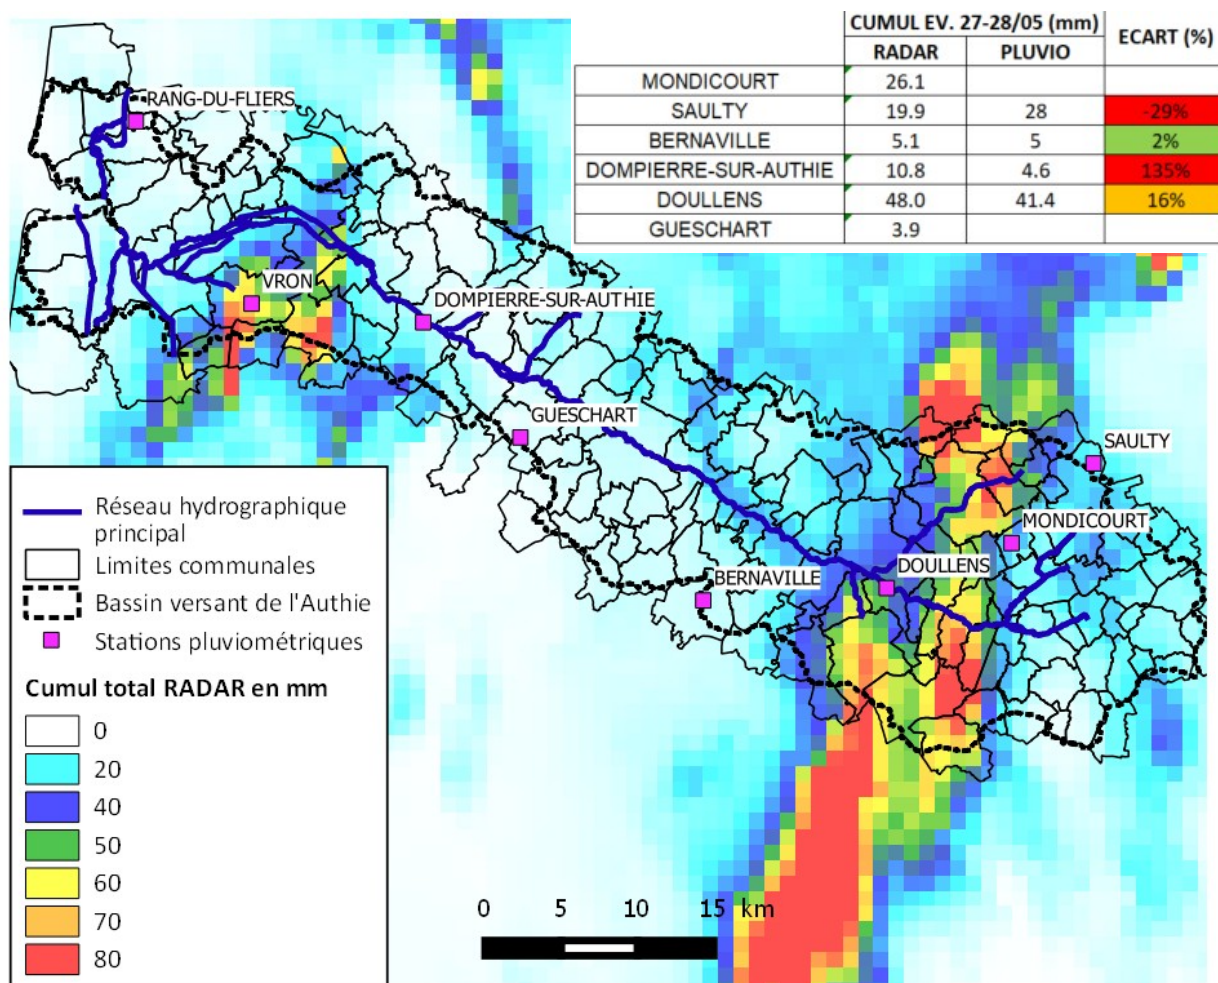 CUMUL EV. 27-28/05 (mm) ECART (%)
RADAR PLUVIO
MONDICOURT 26.1
SAULTY 19.9 28 -29%
BERNAVILLE 5.1 5 2%
DOMPIERRE-SUR-AUTHIE 10.8 4.6 135%
DOULLENS 48.0 41.4 16%
GUESCHART 3.9
RANG-DU-FLIERS
VRON
DOMPIERRE-SUR-AUTHIE
GUESCHART
SAULTY
MONDICOURT
DOULLENS
BERNAVILLE
Réseau hydrographique
principal
Limites communales
Bassin versant de l'Authie
Stations pluviométriques
Cumul total RADAR en mm
0
20
40
50
60
70
80
0 5 10 15 km